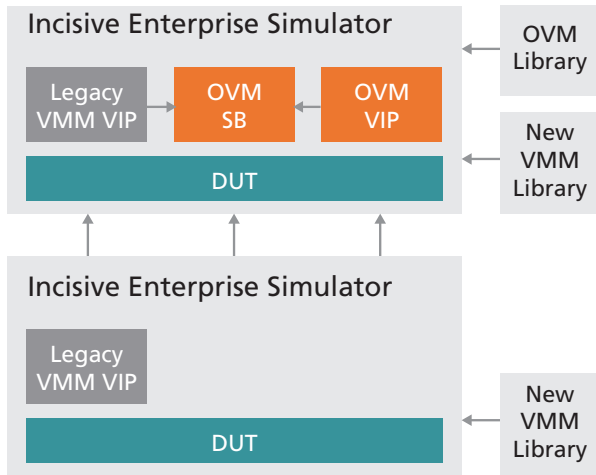 Incisive Enterprise Simulator
OVM
Library
Legacy
VMM VIP
OVM
SB
OVM
VIP
New
VMM
Library
DUT
Incisive Enterprise Simulator
Legacy
VMM VIP
New
VMM
Library
DUT